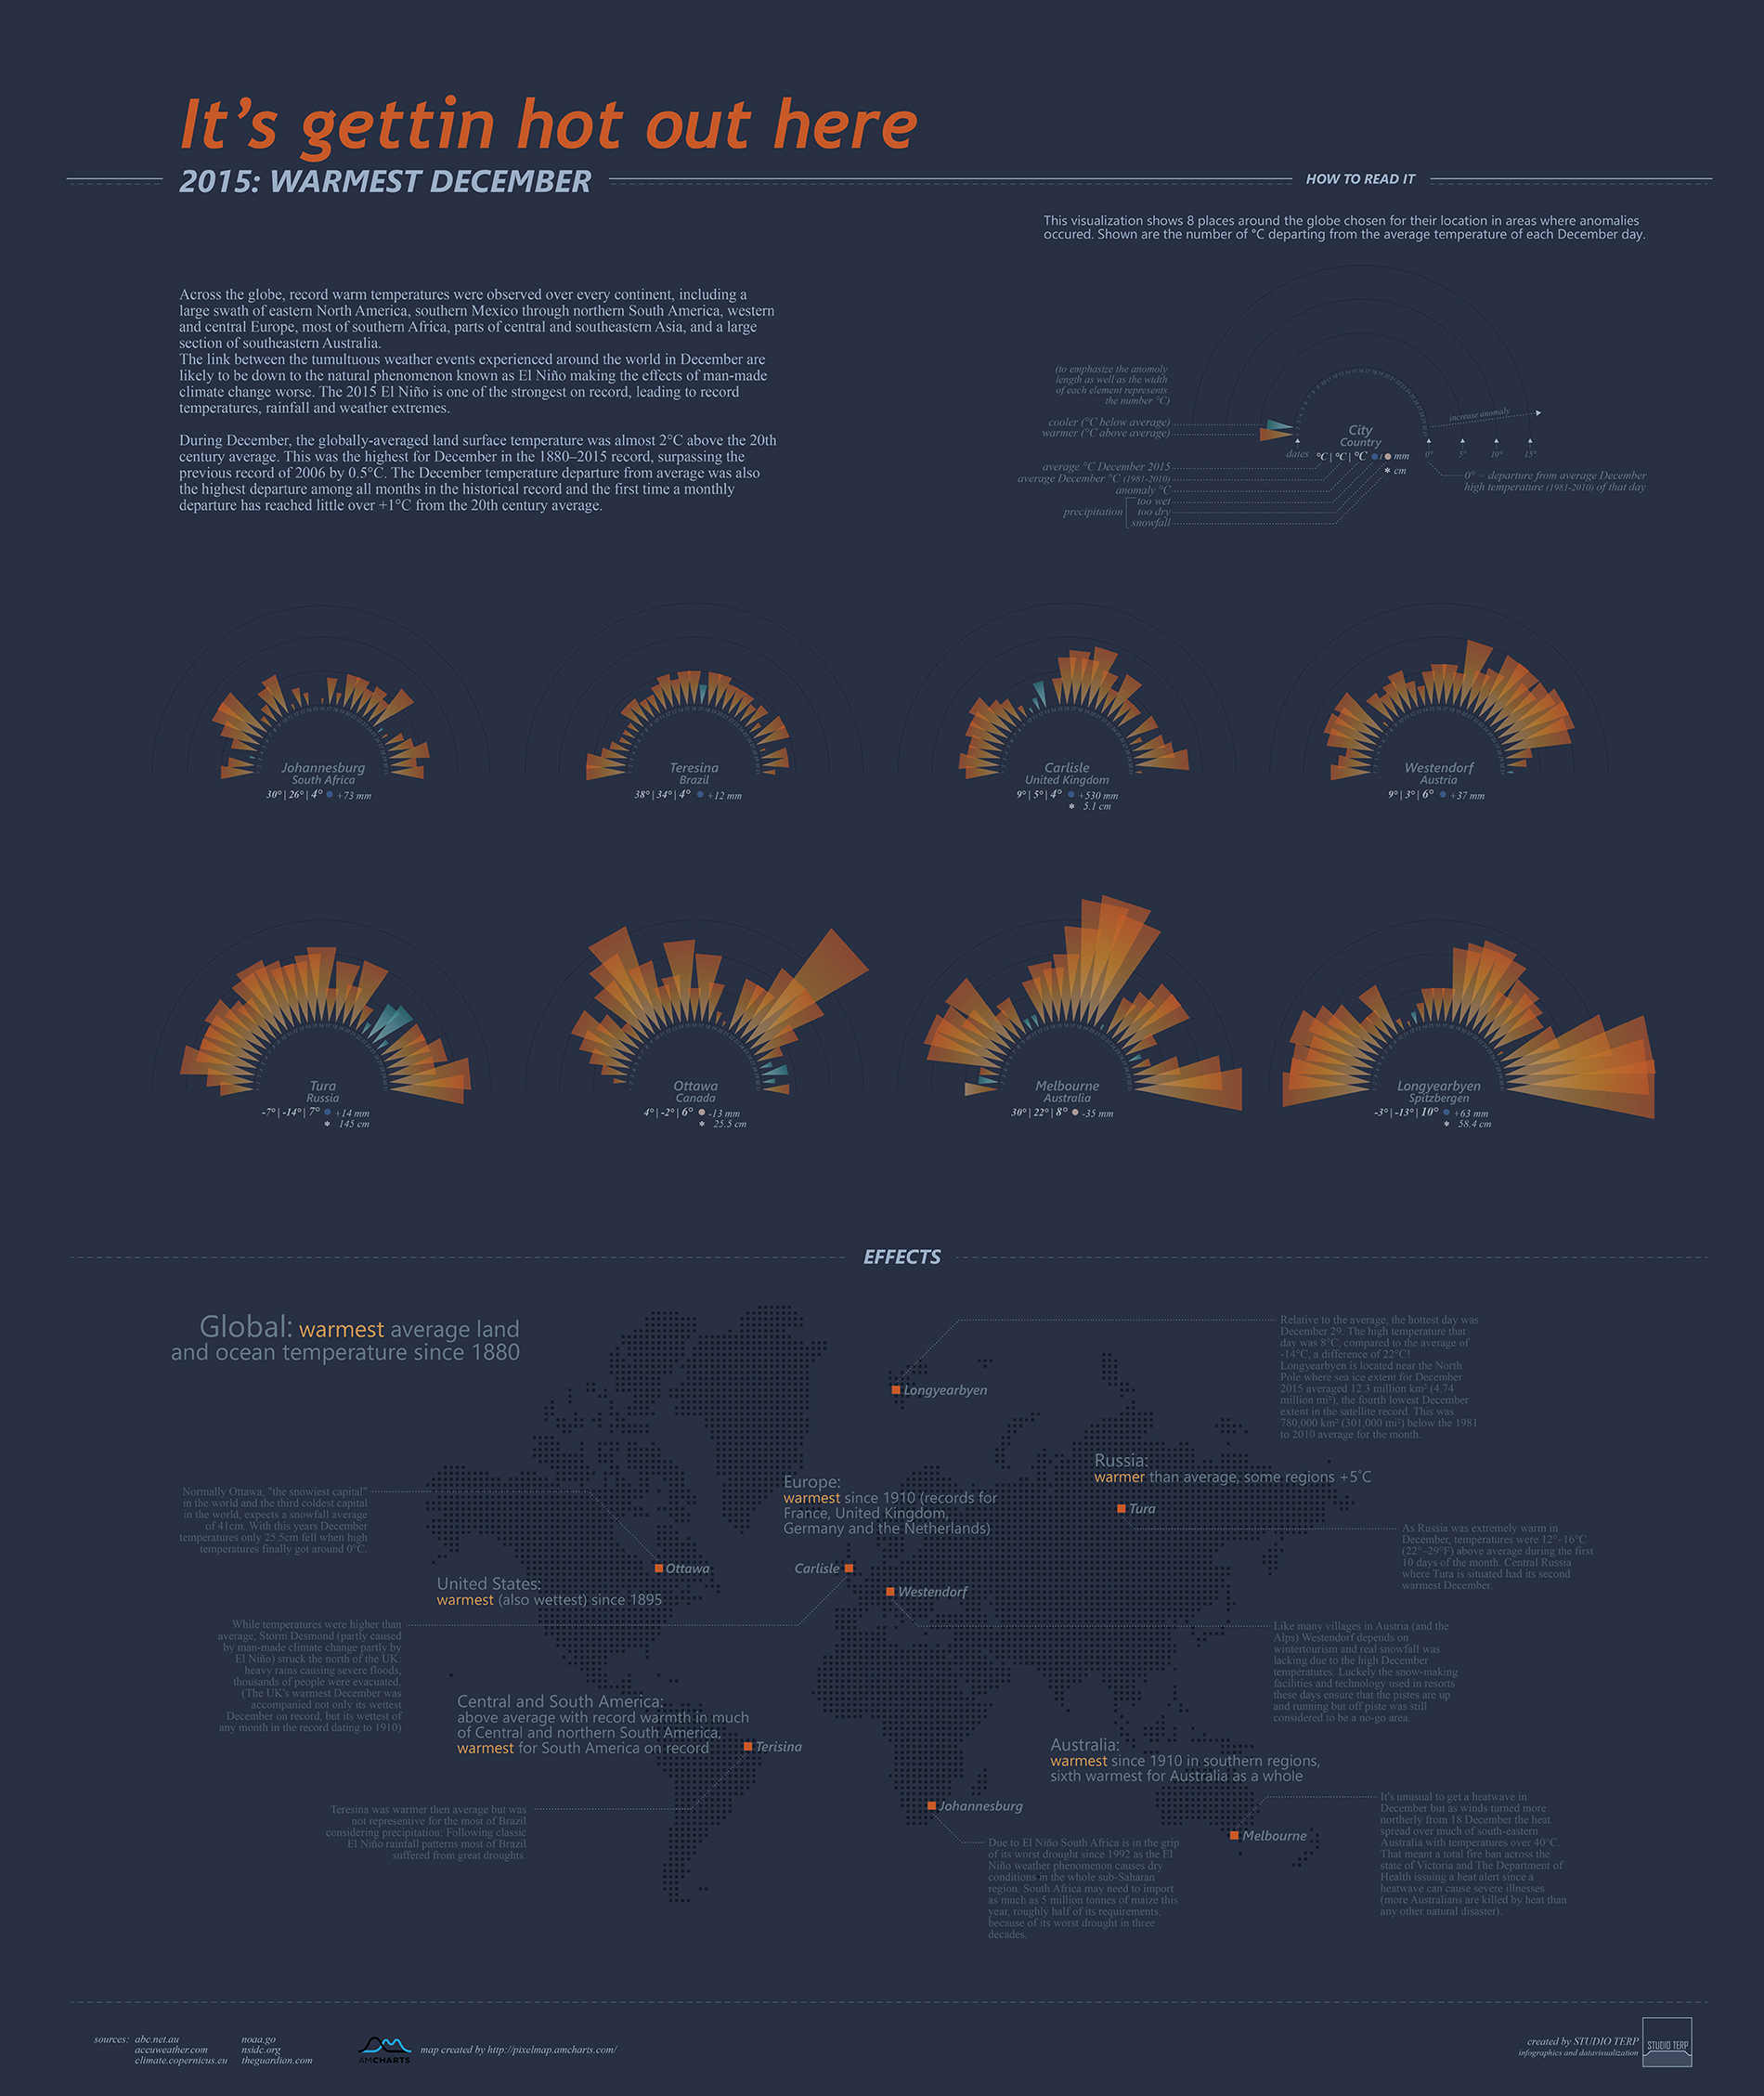 It's gettin hot out here
2015: WARMEST DECEMBER
HOW TO READ IT
This visualization shows 8 places around the globe chosen for their location in areas where anomalies
occured. Shown are the number of °C departing from the average temperature of each December day.
Across the globe, record warm temperatures were observed over every continent, including a
large swath of eastern North America, southern Mexico through northern South America, western
and central Europe, most of southern Africa, parts of central and southeastern Asia, and a large
section of southeastern Australia.
The link between the tumultuous weather events experienced around the world in December are
likely to be down to the natural phenomenon known as El Niño making the effects of man-made
climate change worse. The 2015 El Niño is one of the strongest on record, leading to record
temperatures, rainfall and weather extremes.
During December, the globally-averaged land surface temperature was almost 2°C above the 20th
century average. This was the highest for December in the 1880–2015 record, surpassing the
previous record of 2006 by 0.5°C. The December temperature departure from average was also
the highest departure among all months in the historical record and the first time a monthly
departure has reached little over +1°C from the 20th century average.
(to emphasize the anomoly
length as well as the width
of each element represents
the number °C)
cooler (°C below average)
warmer (°C above average)
increase anomaly
City
Country
dates °C | °C | °C / mm
* cm
0° 5° 10° 15°
average °C December 2015
average December °C (1981-2010)
anomaly °C
precipitation
too wet
too dry
snowfall
0° = departure from average December
high temperature (1981-2010) of that day
Johannesburg
South Africa
30° | 26° | 4° +73 mm
Teresina
Brazil
38° | 34° | 4° +12 mm
Carlisle
United Kingdom
9° | 5° | 4° +530 mm
* 5.1 cm
Westendorf
Austria
9° | 3° | 6° +37 mm
Tura
Russia
-7° | -14° | 7° +14 mm
* 145 cm
Ottawa
Canada
4° | -2° | 6° -13 mm
* 25.5 cm
Melbourne
Australia
30° | 22° | 8° -35 mm
Longyearbyen
Spitzbergen
-3° | -13° | 10° +63 mm
* 58.4 cm
EFFECTS
Global: warmest average land
and ocean temperature since 1880
Relative to the average, the hottest day was
December 29. The high temperature that
day was 8°C, compared to the average of
-14°C, a difference of 22°C!
Longyearbyen is located near the North
Pole where sea ice extent for December
2015 averaged 12.3 million km² (4.74
million mi²), the fourth lowest December
extent in the satellite record. This was
780,000 km² (301,000 mi²) below the 1981
to 2010 average for the month.
Longyearbyen
Russia:
warmer than average, some regions +5°C
Tura
As Russia was extremely warm in
December, temperatures were 12°–16°C
(22°–29°F) above average during the first
10 days of the month. Central Russia
where Tura is situated had its second
warmest December.
Europe:
warmest since 1910 (records for
France, United Kingdom,
Germany and the Netherlands)
Normally Ottawa, "the snowiest capital"
in the world and the third coldest capital
in the world, expects a snowfall average
of 41cm. With this years December
temperatures only 25.5cm fell when high
temperatures finally got around 0°C.
Ottawa
Carlisle
Westendorf
United States:
warmest (also wettest) since 1895
While temperatures were higher than
average, Storm Desmond (partly caused
by man-made climate change partly by
El Niño) struck the north of the UK:
heavy rains causing severe floods,
thousands of people were evacuated.
(The UK's warmest December was
accompanied not only its wettest
December on record, but its wettest of
any month in the record dating to 1910)
Like many villages in Austria (and the
Alps) Westendorf depends on
wintertourism and real snowfall was
lacking due to the high December
temperatures. Luckely the snow-making
facilities and technology used in resorts
these days ensure that the pistes are up
and running but off piste was still
considered to be a no-go area.
Central and South America:
above average with record warmth in much
of Central and northern South America,
warmest for South America on record
Terisina
Australia:
warmest since 1910 in southern regions,
sixth warmest for Australia as a whole
Teresina was warmer then average but was
not representive for the most of Brazil
considering precipitation: Following classic
El Niño rainfall patterns most of Brazil
suffered from great droughts.
Johannesburg
Due to El Niño South Africa is in the grip
of its worst drought since 1992 as the El
Niño weather phenomenon causes dry
conditions in the whole sub-Saharan
region. South Africa may need to import
as much as 5 million tonnes of maize this
year, roughly half of its requirements,
because of its worst drought in three
decades.
Melbourne
It's unusual to get a heatwave in
December but as winds turned more
northerly from 18 December the heat
spread over much of south-eastern
Australia with temperatures over 40°C.
That meant a total fire ban across the
state of Victoria and The Department of
Health issuing a heat alert since a
heatwave can cause severe illnesses
(more Australians are killed by heat than
any other natural disaster).
sources: abc.net.au
accuweather.com
climate.copernicus.eu
noaa.go
nsidc.org
theguardian.com
AMCHARTS
map created by http://pixelmap.amcharts.com/
created by STUDIO TERP
infographics and datavisualization
STUDIO TERP